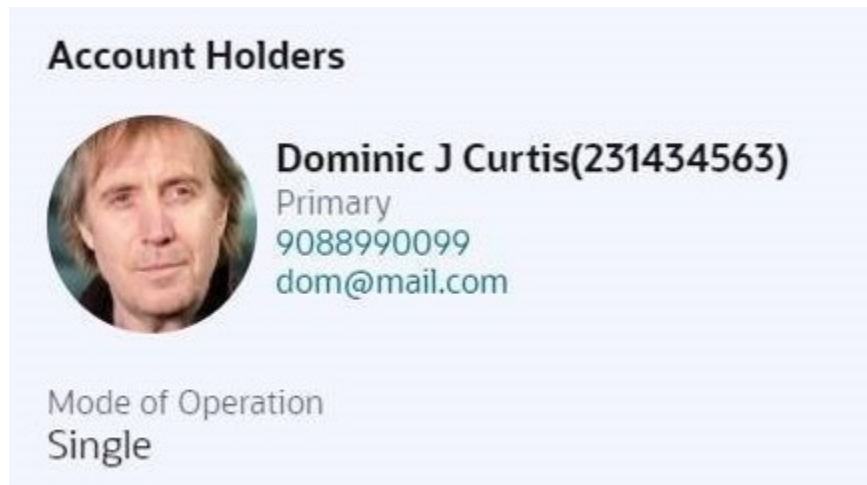 Account Holders
Dominic J Curtis(231434563)
Primary
9088990099
dom@mail.com
Mode of Operation
Single